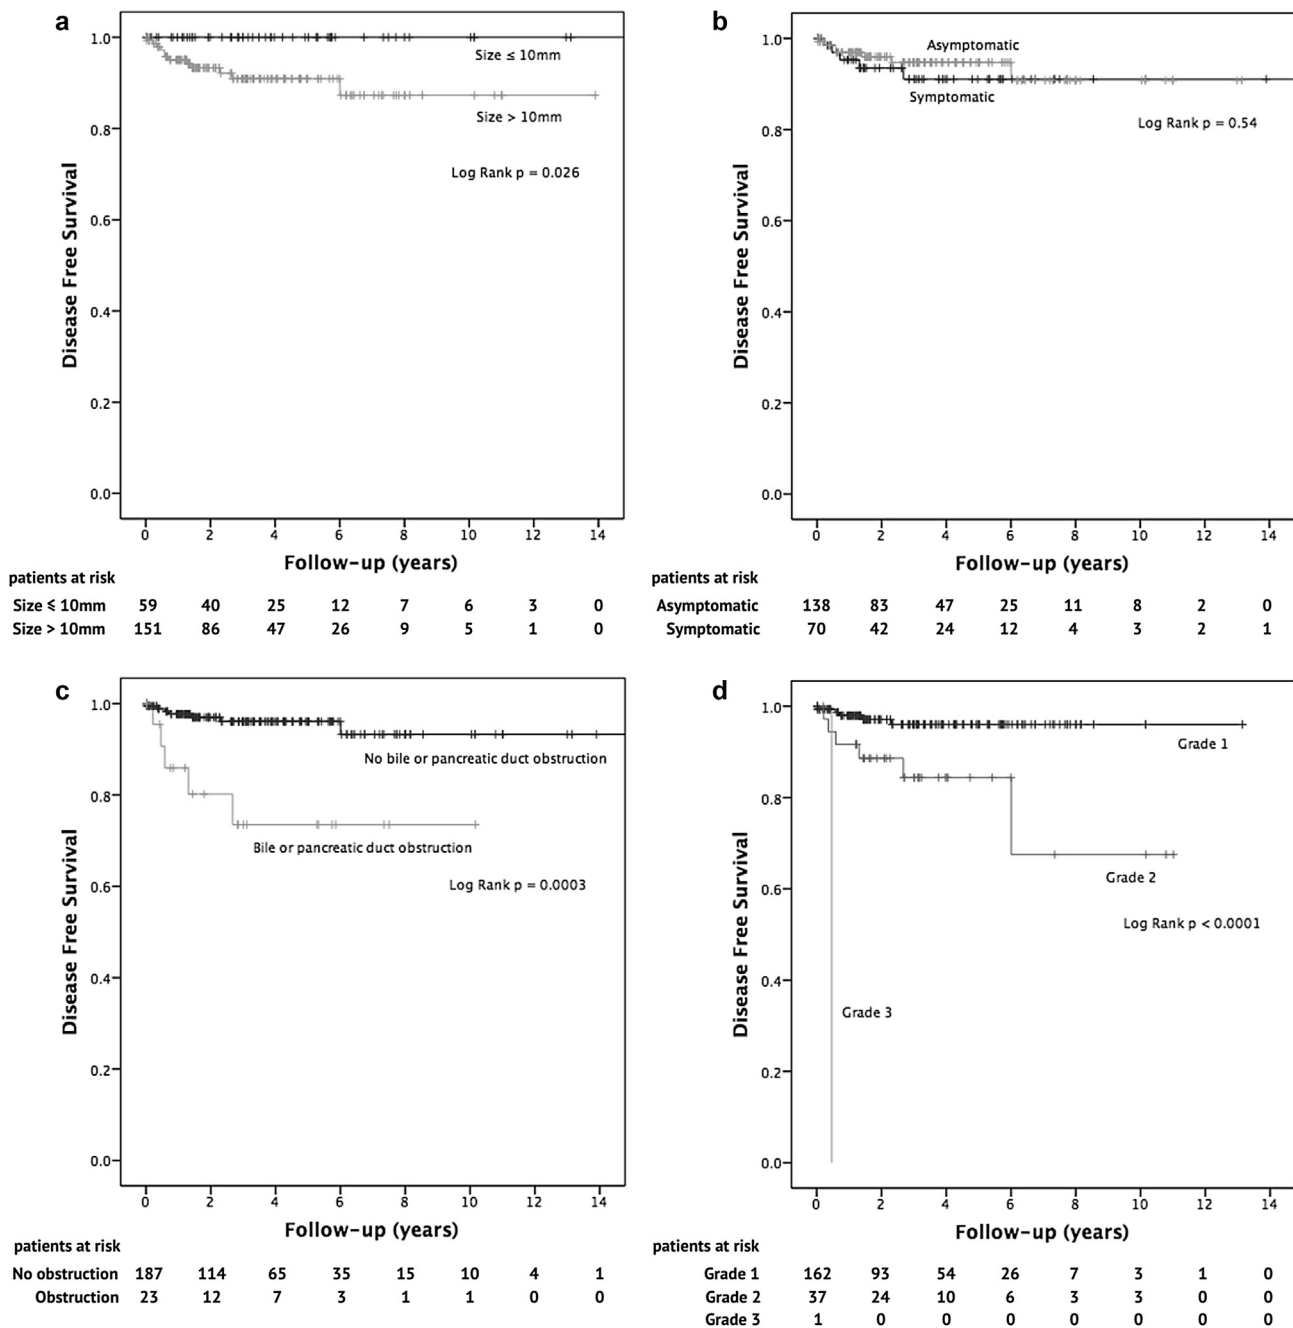 a
1.0
0.8
0.6
0.4
0.2
0.0
Disease Free Survival
Size ≤ 10mm
Size > 10mm
Log Rank p = 0.026
0 2 4 6 8 10 12 14
Follow-up (years)
patients at risk
Size ≤ 10mm 59 40 25 12 7 6 3 0
Size > 10mm 151 86 47 26 9 5 1 0
b
1.0
0.8
0.6
0.4
0.2
0.0
Disease Free Survival
Asymptomatic
Symptomatic
Log Rank p = 0.54
0 2 4 6 8 10 12 14
Follow-up (years)
patients at risk
Asymptomatic 138 83 47 25 11 8 2 0
Symptomatic 70 42 24 12 4 3 2 1
c
1.0
0.8
0.6
0.4
0.2
0.0
Disease Free Survival
No bile or pancreatic duct obstruction
Bile or pancreatic duct obstruction
Log Rank p = 0.0003
0 2 4 6 8 10 12 14
Follow-up (years)
patients at risk
No obstruction 187 114 65 35 15 10 4 1
Obstruction 23 12 7 3 1 1 0 0
d
1.0
0.8
0.6
0.4
0.2
0.0
Disease Free Survival
Grade 1
Grade 2
Log Rank p < 0.0001
Grade 3
0 2 4 6 8 10 12 14
Follow-up (years)
patients at risk
Grade 1 162 93 54 26 7 3 1 0
Grade 2 37 24 10 6 3 3 0 0
Grade 3 1 0 0 0 0 0 0 0